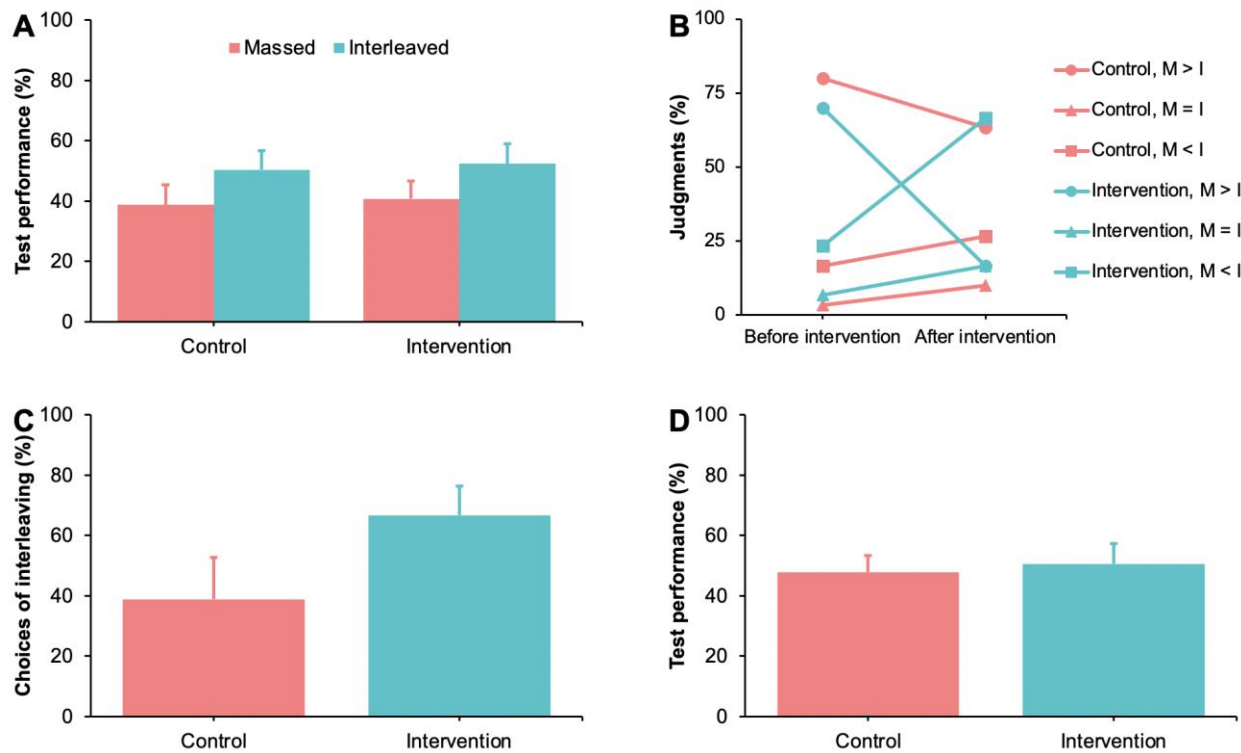 A
Test performance (%)
100
80
60
40
20
0
Massed
Interleaved
Control
Intervention
B
Judgments (%)
100
75
50
25
0
Before intervention
After intervention
Control, M > I
Control, M = I
Control, M < I
Intervention, M > I
Intervention, M = I
Intervention, M < I
C
Choices of interleaving (%)
100
80
60
40
20
0
Control
Intervention
D
Test performance (%)
100
80
60
40
20
0
Control
Intervention